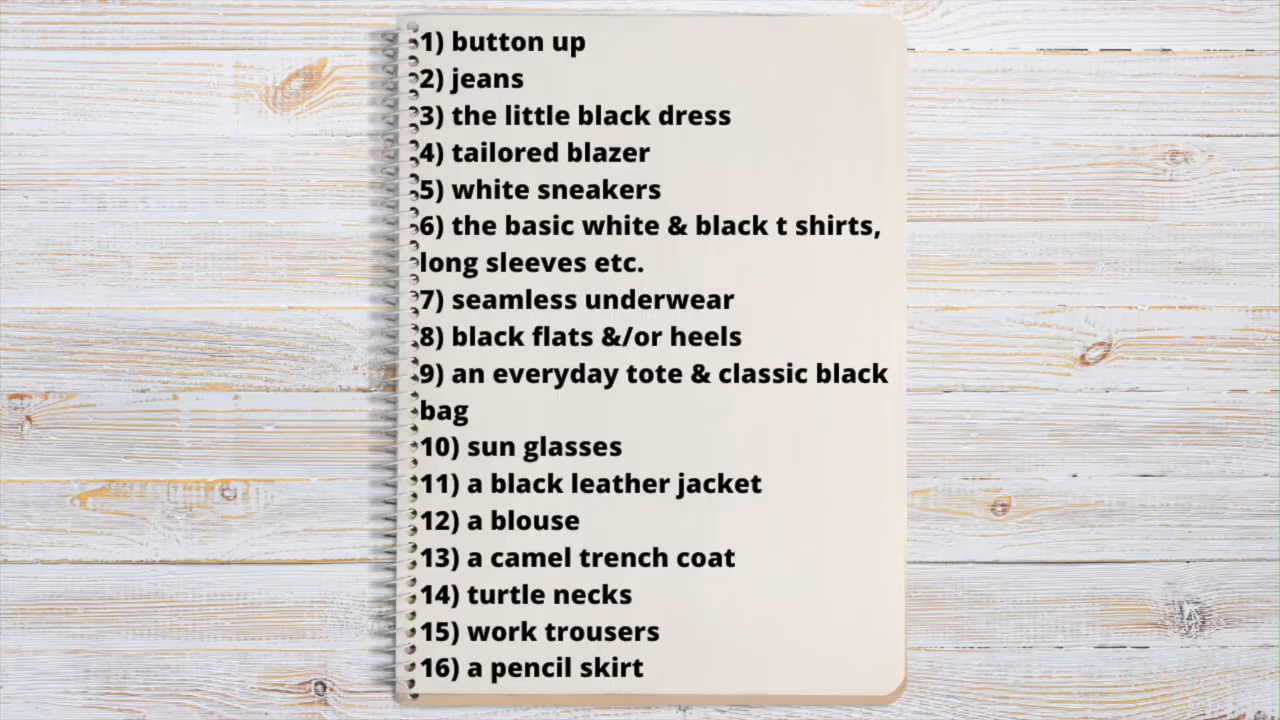 1) button up
2) jeans
3) the little black dress
4) tailored blazer
5) white sneakers
6) the basic white & black t shirts,
long sleeves etc.
7) seamless underwear
8) black flats &/or heels
9) an everyday tote & classic black
bag
10) sun glasses
11) a black leather jacket
12) a blouse
13) a camel trench coat
14) turtle necks
15) work trousers
16) a pencil skirt